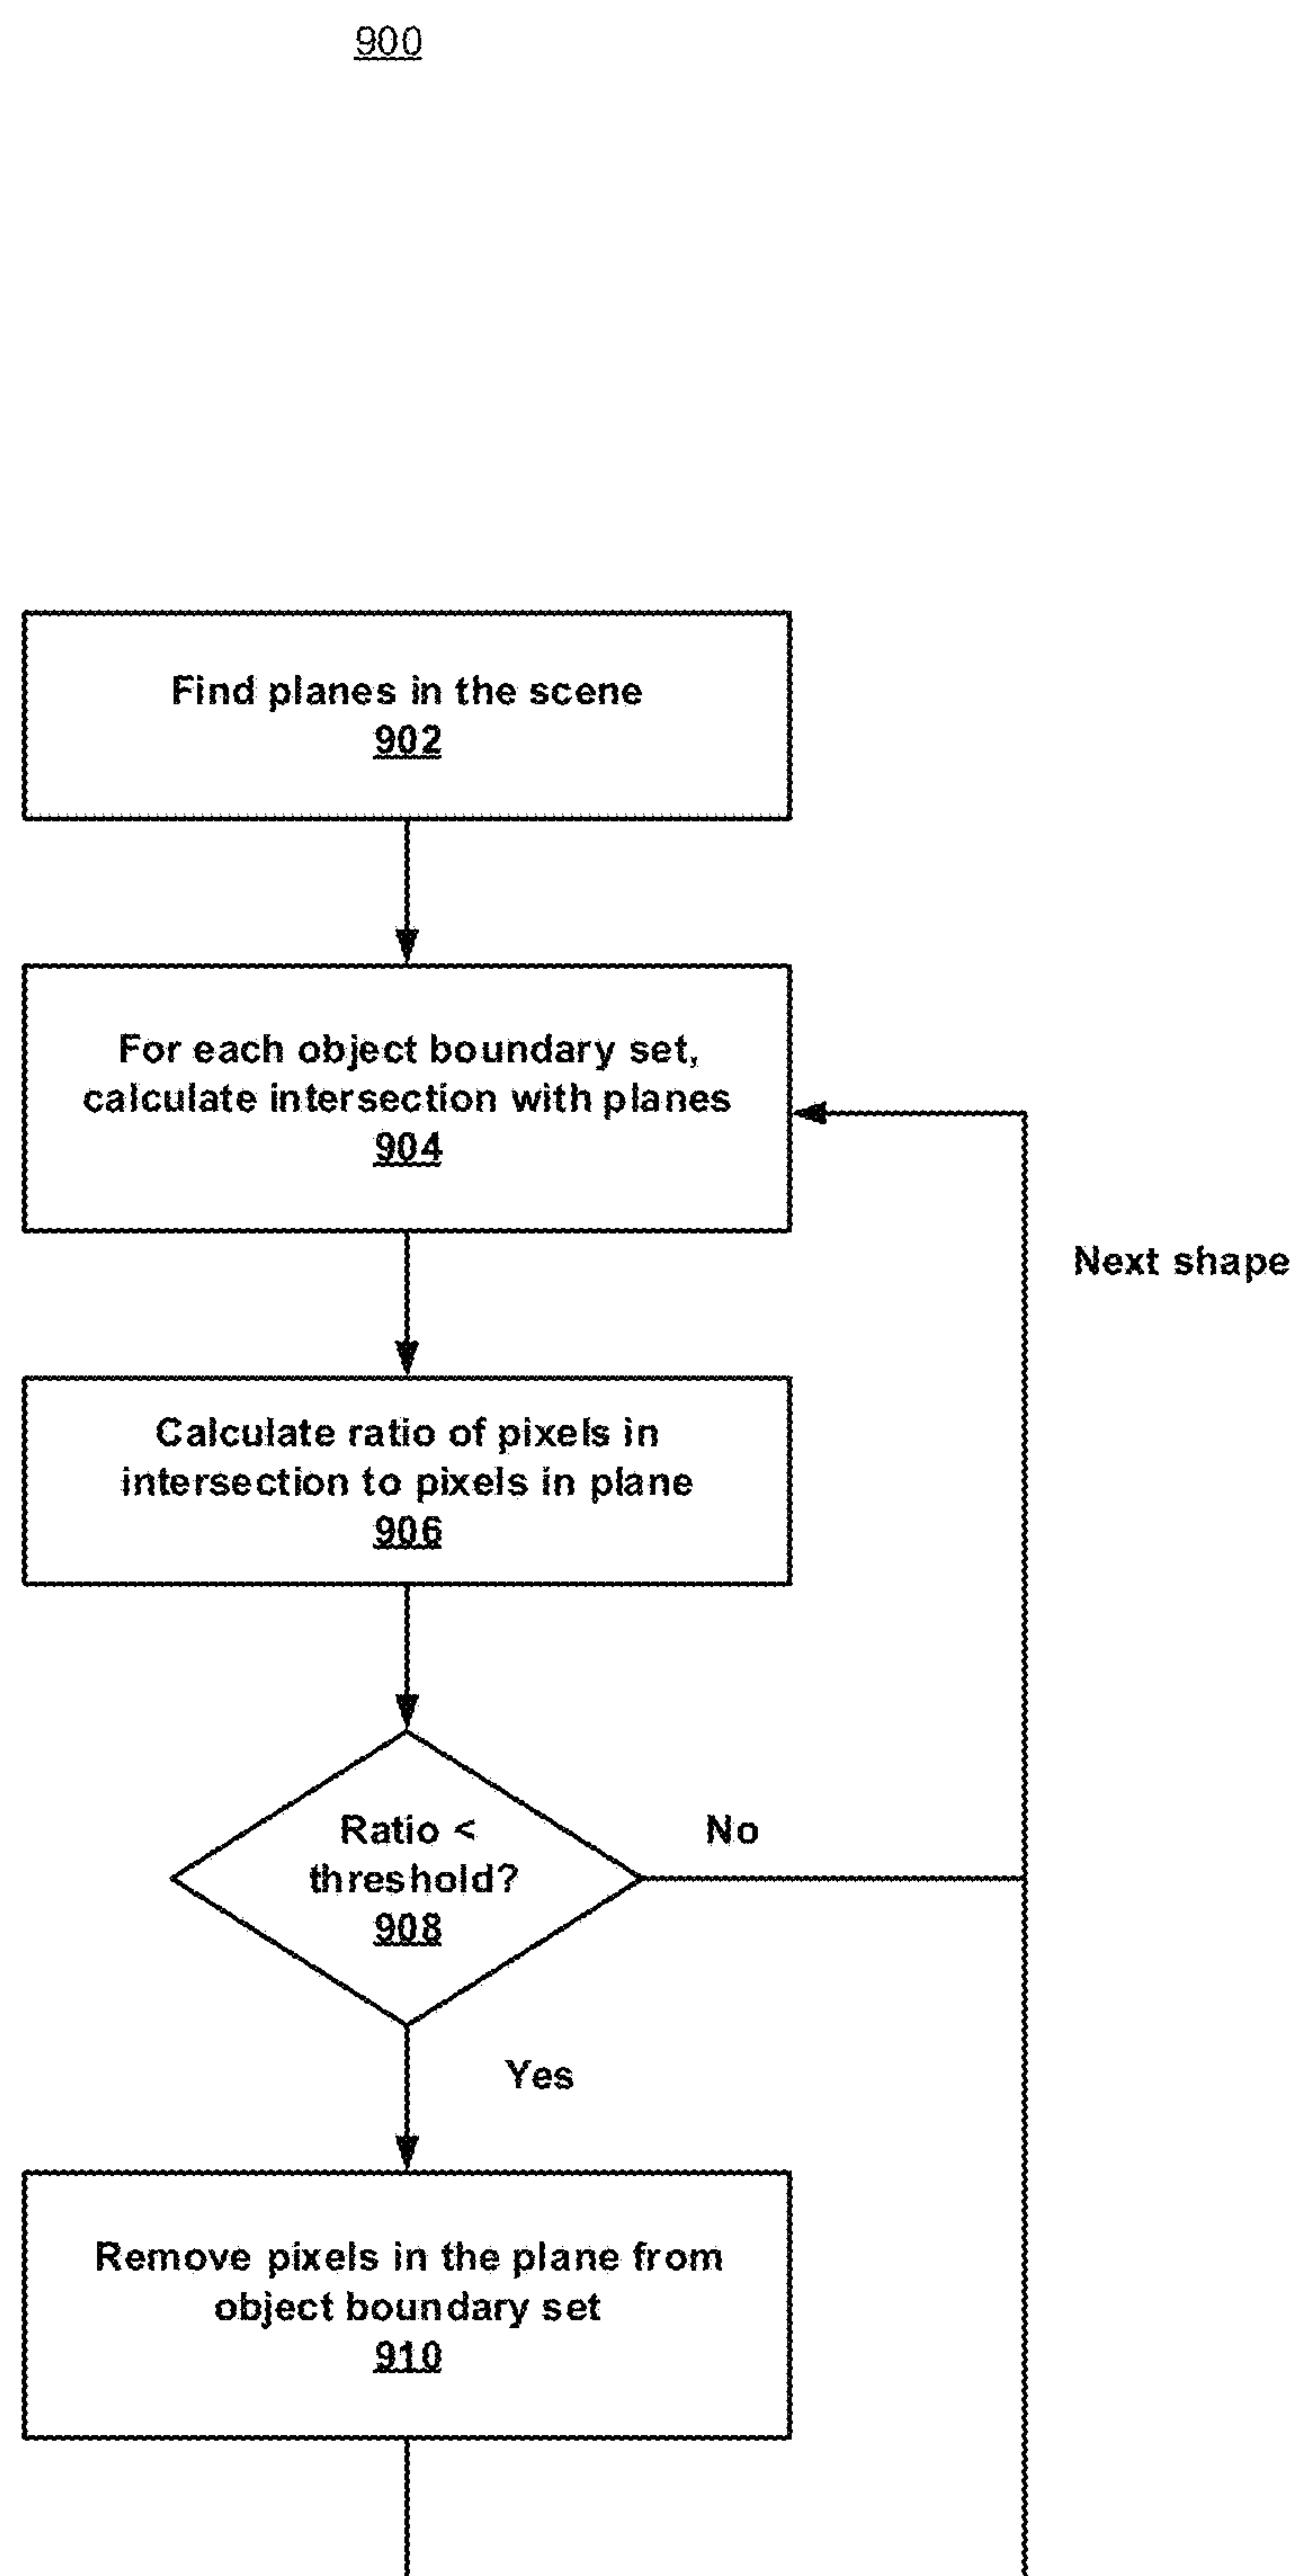 900
Find planes in the scene
902
For each object boundary set,
calculate intersection with planes
904
Next shape
Calculate ratio of pixels in
intersection to pixels in plane
906
Ratio <
threshold?
908
No
Yes
Remove pixels in the plane from
object boundary set
910